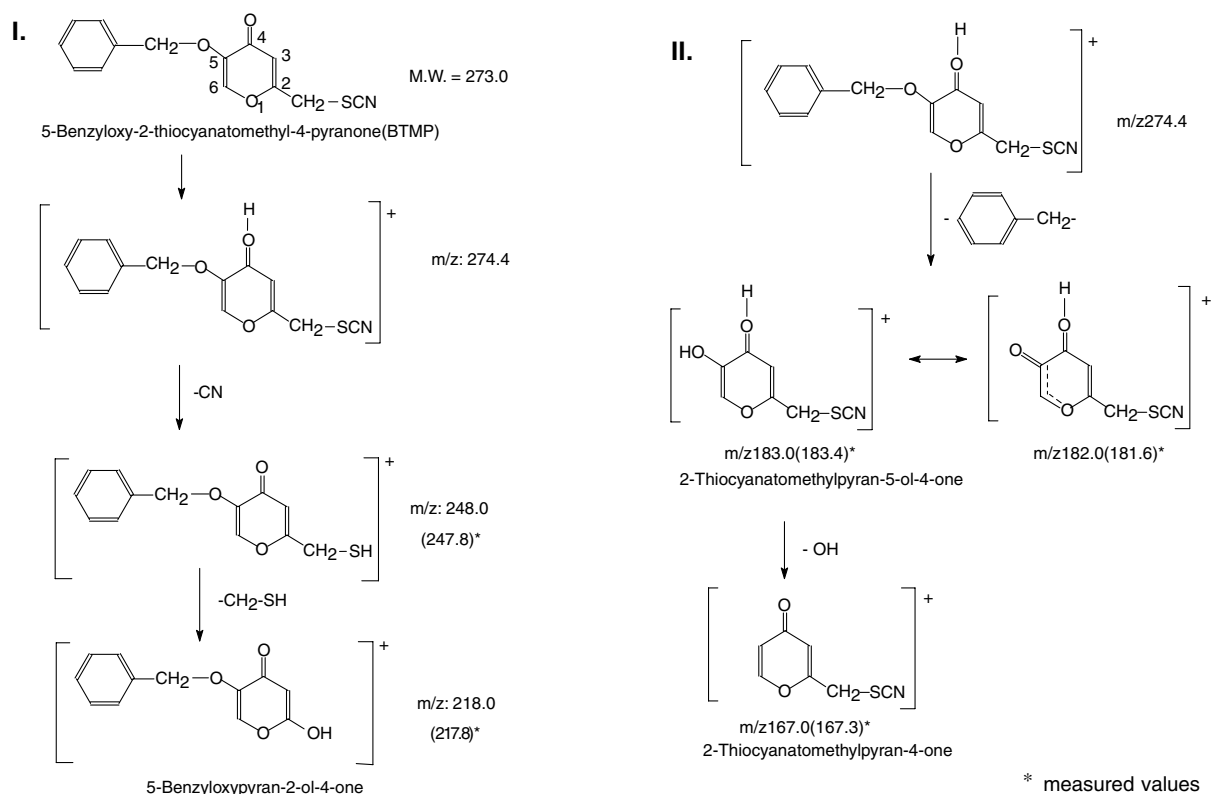 I.
O
4
CH2—O
5
3
6
2
O
1
CH2—SCN
M.W. = 273.0
5-Benzyloxy-2-thiocyanatomethyl-4-pyranone(BTMP)
H
O
+
CH2—O
O
CH2—SCN
m/z: 274.4
-CN
O
+
CH2—O
O
CH2—SH
m/z: 248.0
(247.8)*
-CH2-SH
O
+
CH2—O
O
OH
m/z: 218.0
(217.8)*
5-Benzyloxypyran-2-ol-4-one
II.
H
O
+
CH2—O
O
CH2—SCN
m/z274.4
- CH2-
H
O
+
HO
O
CH2—SCN
m/z183.0(183.4)*
2-Thiocyanatomethylpyran-5-ol-4-one
H
O
+
O
O
CH2—SCN
m/z182.0(181.6)*
- OH
O
+
O
CH2—SCN
m/z167.0(167.3)*
2-Thiocyanatomethylpyran-4-one
* measured values